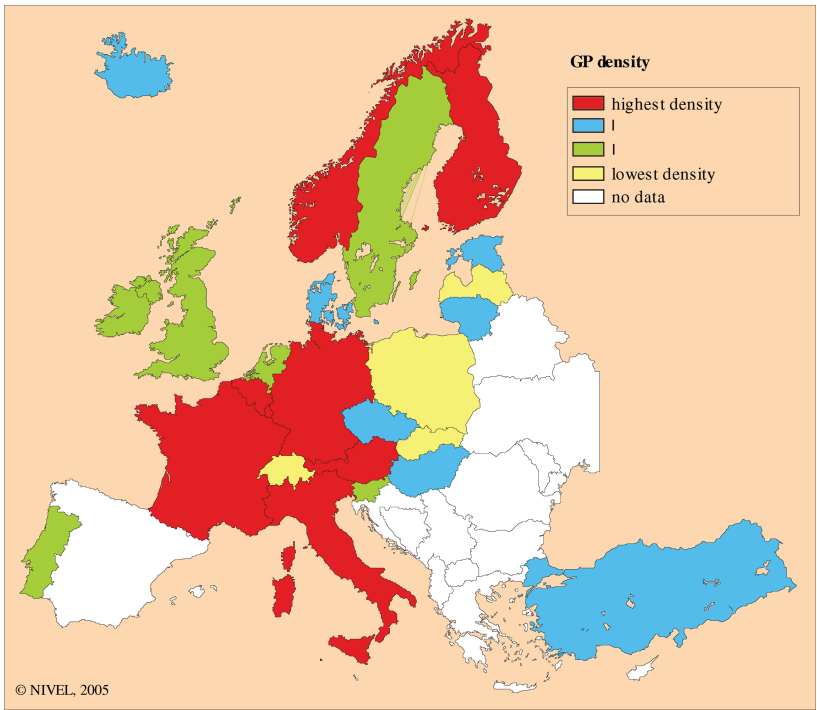 GP density
highest density
l
l
lowest density
no data
© NIVEL, 2005